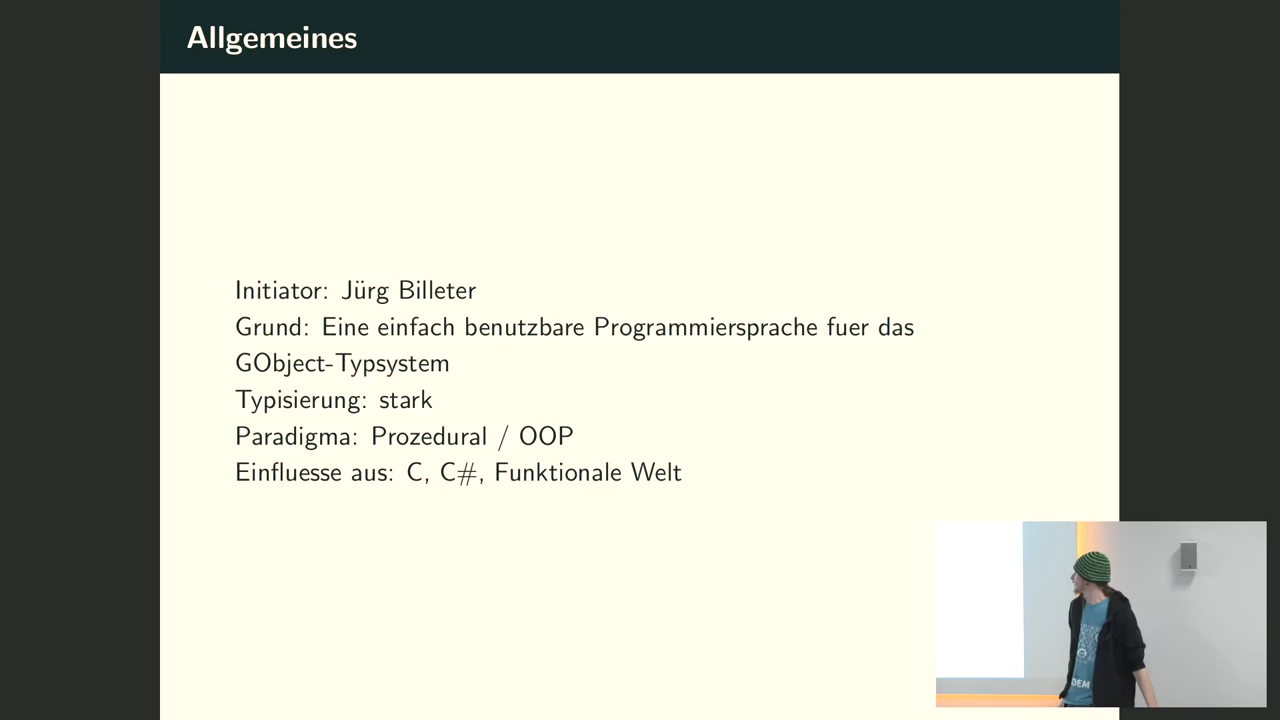 Allgemeines
Initiator: Jürg Billeter
Grund: Eine einfach benutzbare Programmiersprache fuer das
GObject-Typsystem
Typisierung: stark
Paradigma: Prozedural / OOP
Einfluesse aus: C, C#, Funktionale Welt
DEM